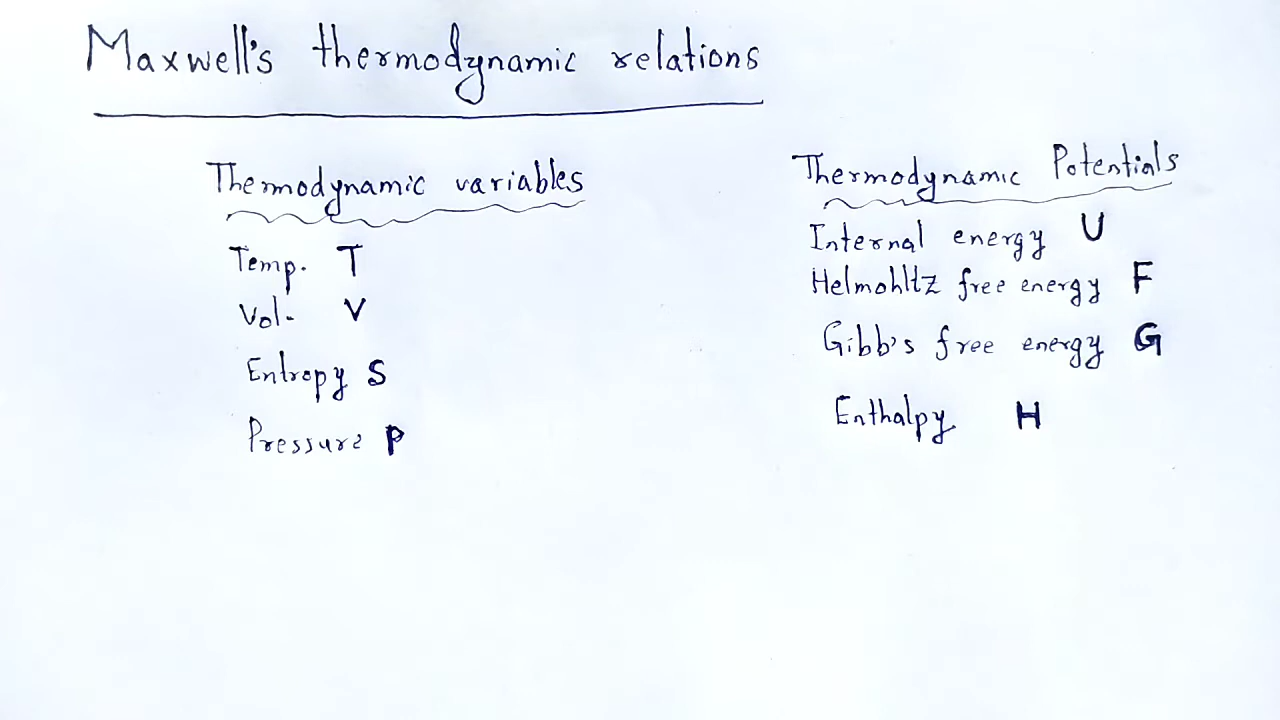 Maxwell's thermodynamic relations
Thermodynamic variables
Temp. T
Vol. V
Entropy S
Pressure P
Thermodynamic Potentials
Internal energy U
Helmohltz free energy F
Gibb's free energy G
Enthalpy H